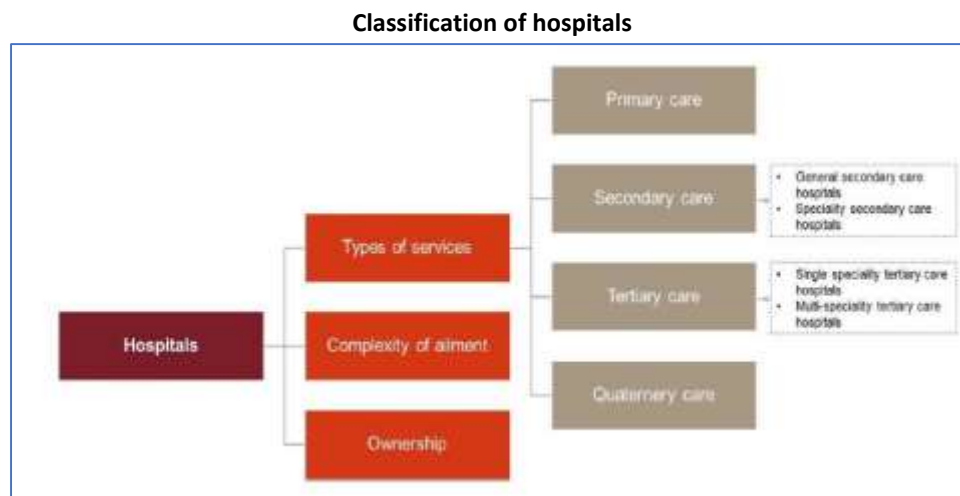 Classification of hospitals
Primary care
Secondary care
• General secondary care
hospitals
• Speciality secondary care
hospitals
Types of services
Tertiary care
• Single speciality tertiary care
hospitals
• Multi-speciality tertiary care
hospitals
Hospitals
Complexity of ailment
Quaternery care
Ownership